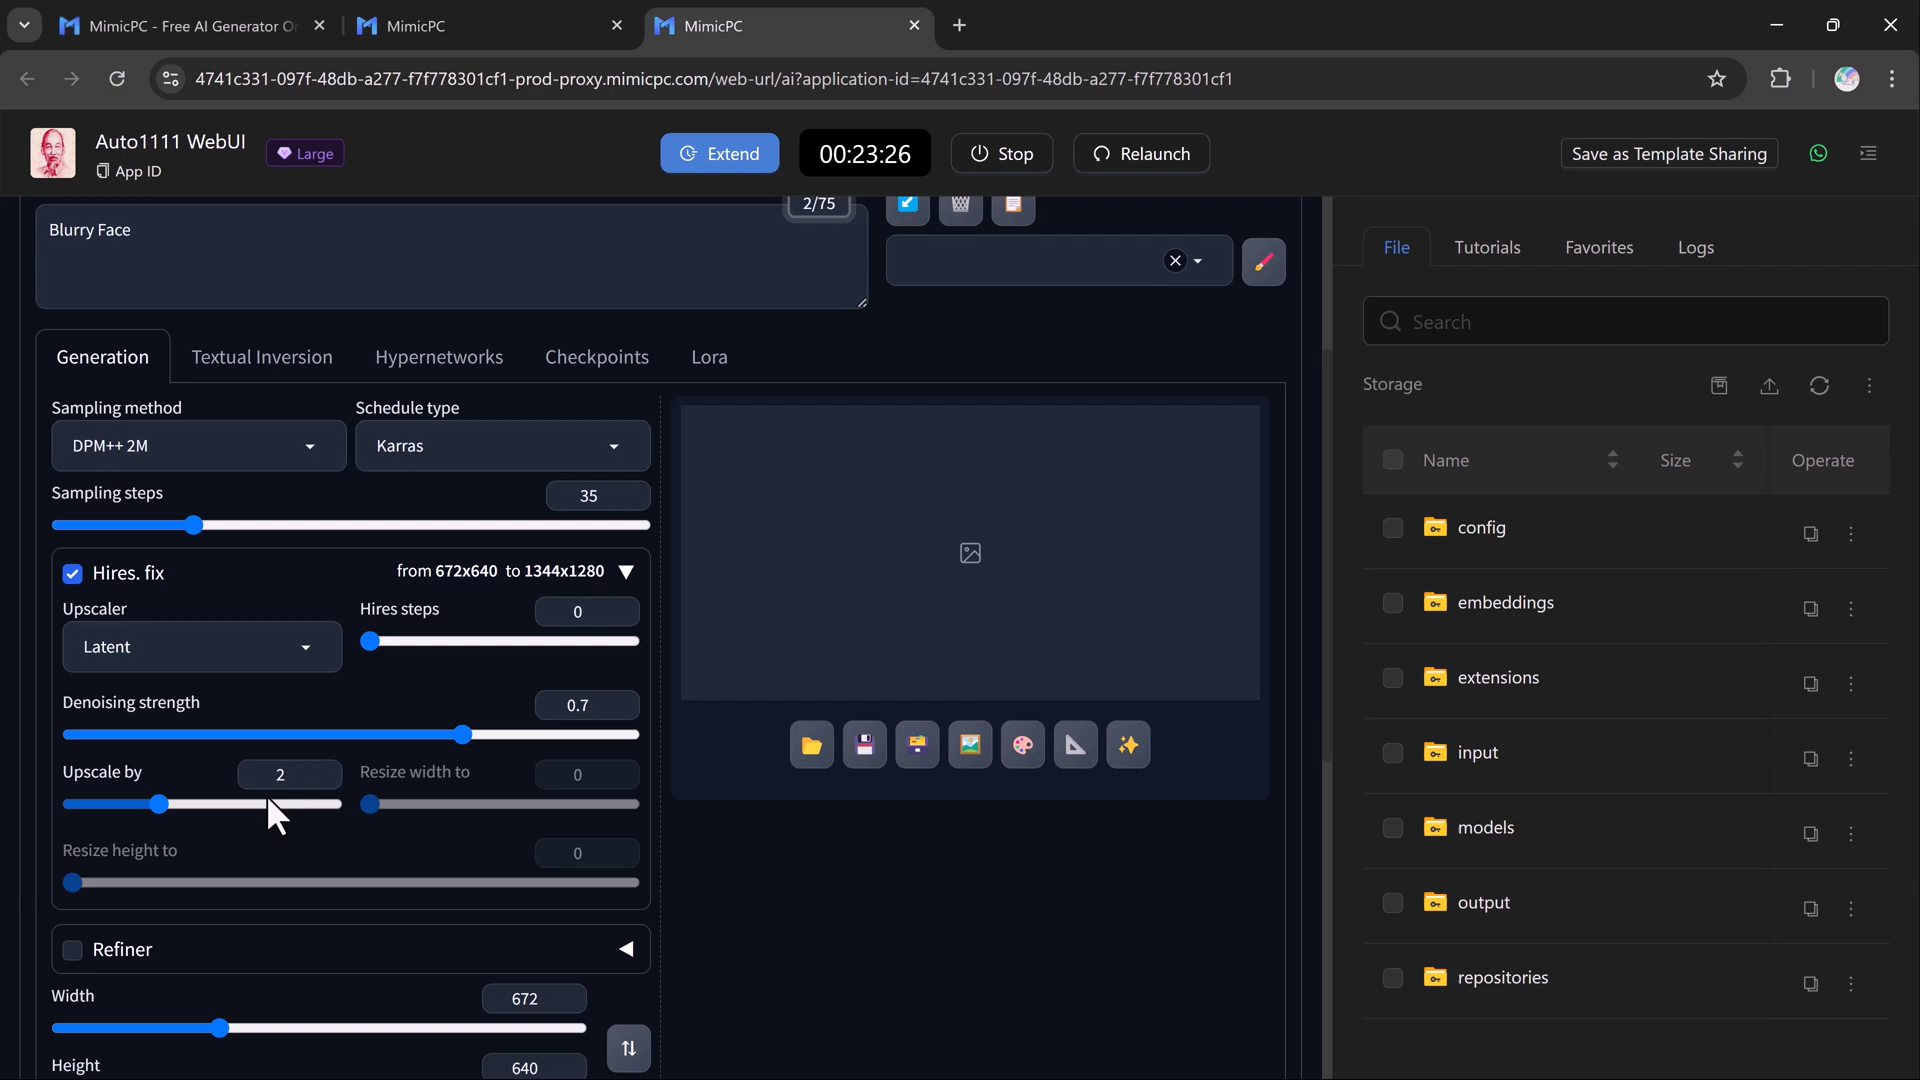 MimicPC - Free AI Generator Or
MimicPC
MimicPC
4741c331-097f-48db-a277-f7f778301cf1-prod-proxy.mimicpc.com/web-url/ai?application-id=4741c331-097f-48db-a277-f7f778301cf1
Auto1111 WebUI
App ID
Large
Extend
00:23:26
Stop
Relaunch
Save as Template Sharing
2/75
Blurry Face
File
Tutorials
Favorites
Logs
Search
Storage
Name
Size
Operate
config
embeddings
extensions
input
models
output
repositories
Generation
Textual Inversion
Hypernetworks
Checkpoints
Lora
Sampling method
Schedule type
DPM++ 2M
Karras
Sampling steps
35
Hires. fix
from 672x640 to 1344x1280
Upscaler
Hires steps
0
Latent
Denoising strength
0.7
Upscale by
2
Resize width to
0
Resize height to
0
Refiner
Width
672
Height
640